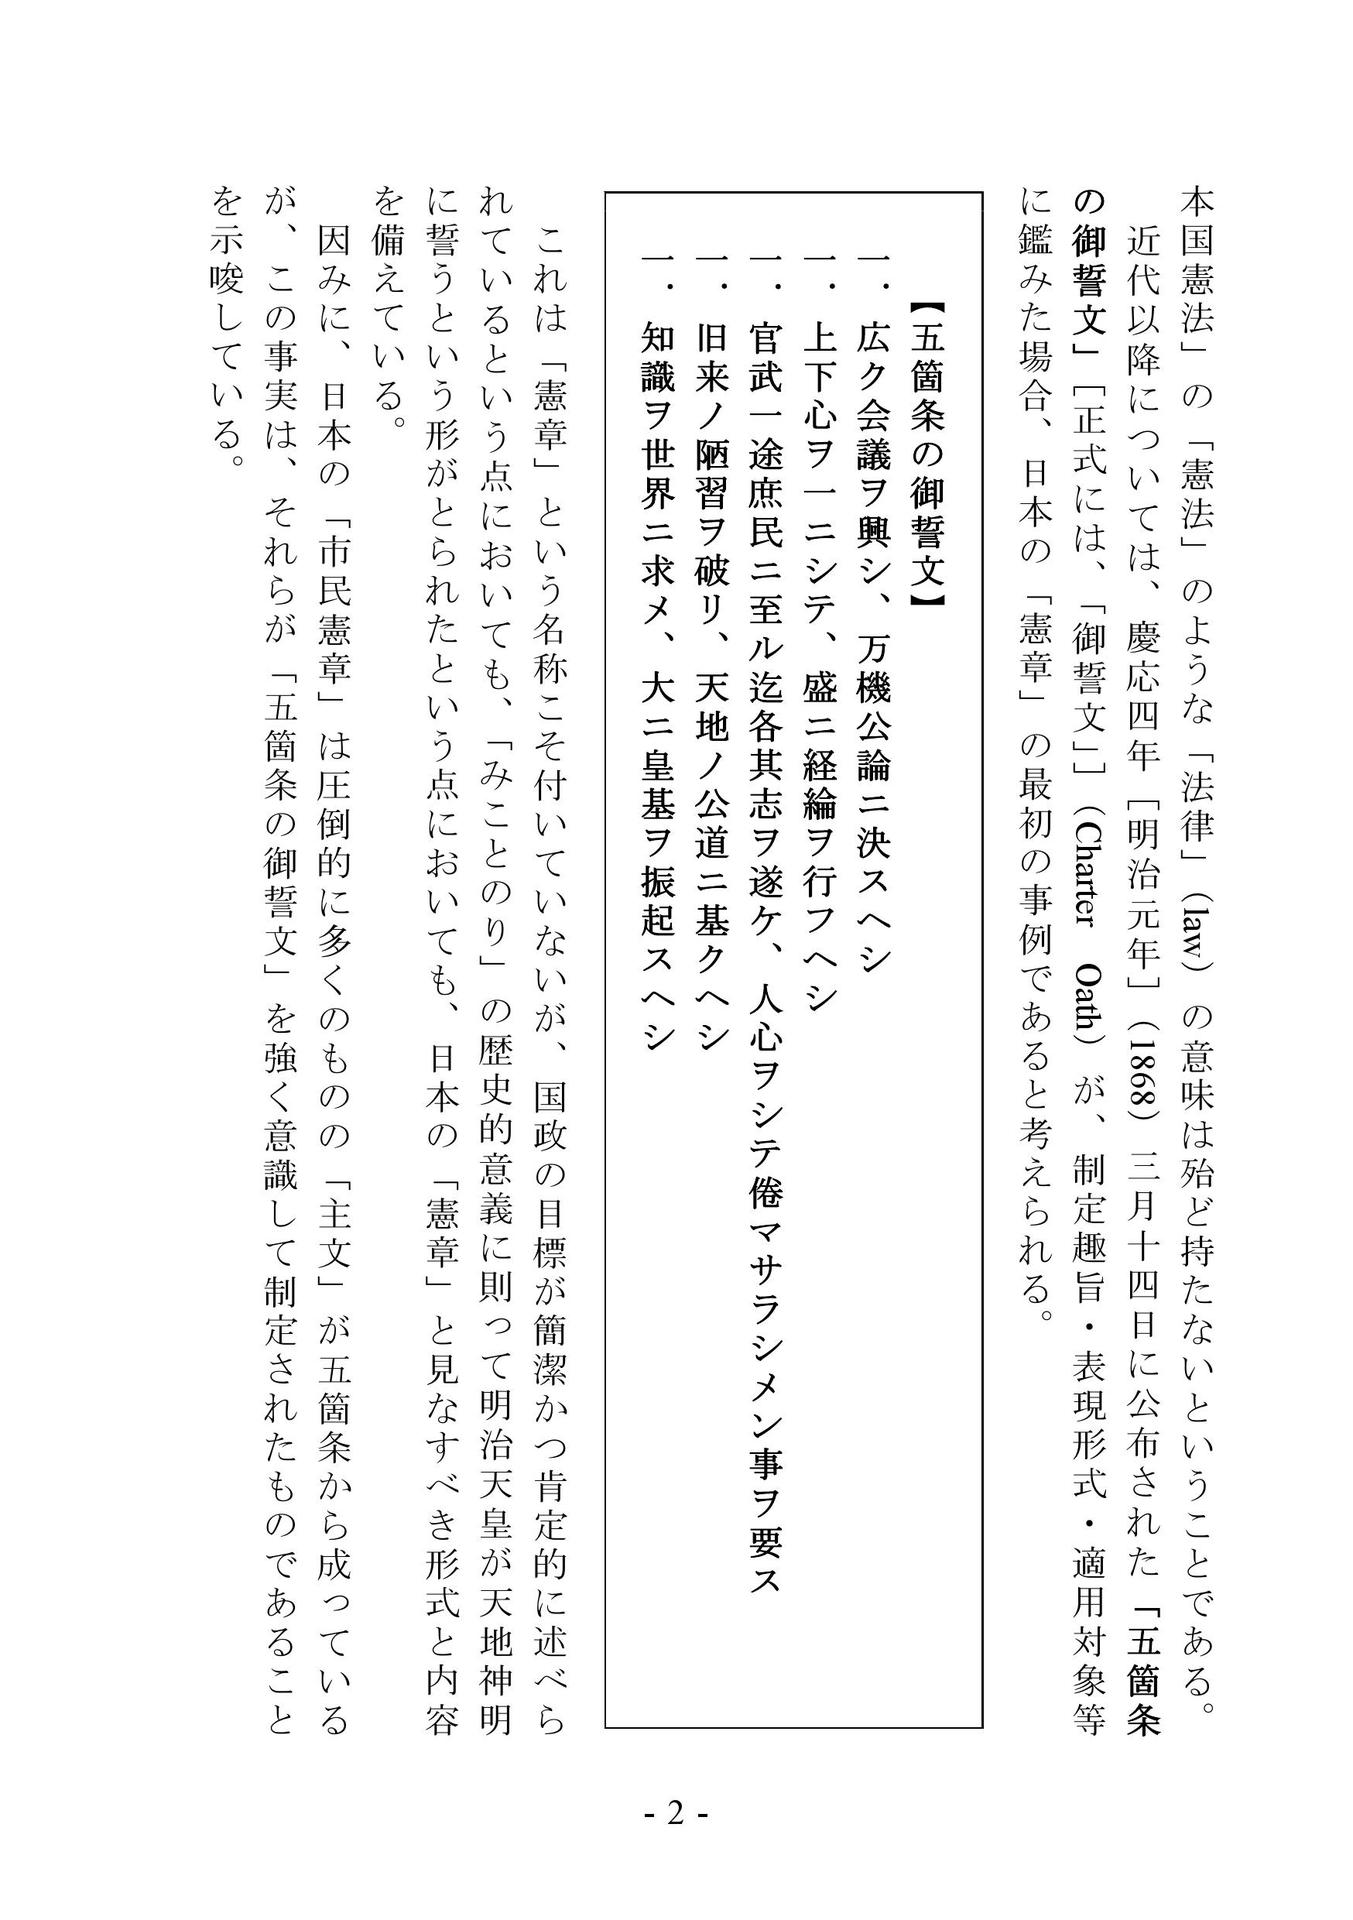 本国憲法」の「憲法」のような「法律」（law）の意味は殆ど持たないということである。
近代以降については、慶応四年［明治元年］（1868）三月十四日に公布された「五箇条
の御誓文」［正式には、「御誓文」］（Charter Oath）が、制定趣旨・表現形式・適用対象等
に鑑みた場合、日本の「憲章」の最初の事例であると考えられる。
【五箇条の御誓文】
一．広ク会議ヲ興シ、万機公論ニ決スヘシ
一．上下心ヲ一ニシテ、盛ニ経綸ヲ行フヘシ
一．官武一途庶民ニ至ル迄各其志ヲ遂ケ、人心ヲシテ倦マサラシメン事ヲ要ス
一．旧来ノ陋習ヲ破リ、天地ノ公道ニ基クヘシ
一．知識ヲ世界ニ求メ、大ニ皇基ヲ振起スヘシ
これは「憲章」という名称こそ付いていないが、国政の目標が簡潔かつ肯定的に述べら
れているという点においても、「みことのり」の歴史的意義に則って明治天皇が天地神明
に誓うという形がとられたという点においても、日本の「憲章」と見なすべき形式と内容
を備えている。
因みに、日本の「市民憲章」は圧倒的に多くのものの「主文」が五箇条から成っている
が、この事実は、それらが「五箇条の御誓文」を強く意識して制定されたものであること
を示唆している。
- 2 -